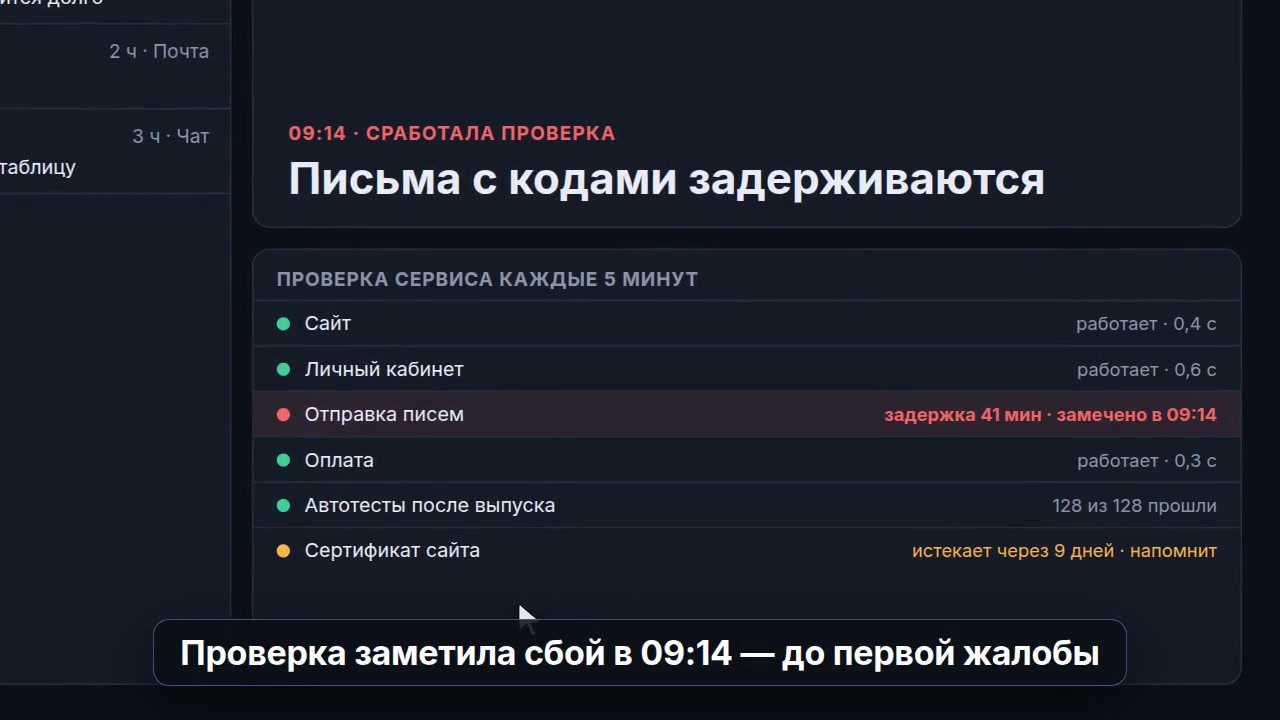 2 ч · Почта
3 ч · Чат
таблицу
09:14 · СРАБОТАЛА ПРОВЕРКА
Письма с кодами задерживаются
ПРОВЕРКА СЕРВИСА КАЖДЫЕ 5 МИНУТ
Сайт работает · 0,4 с
Личный кабинет работает · 0,6 с
Отправка писем задержка 41 мин · замечено в 09:14
Оплата работает · 0,3 с
Автотесты после выпуска 128 из 128 прошли
Сертификат сайта истекает через 9 дней · напомнит
Проверка заметила сбой в 09:14 — до первой жалобы